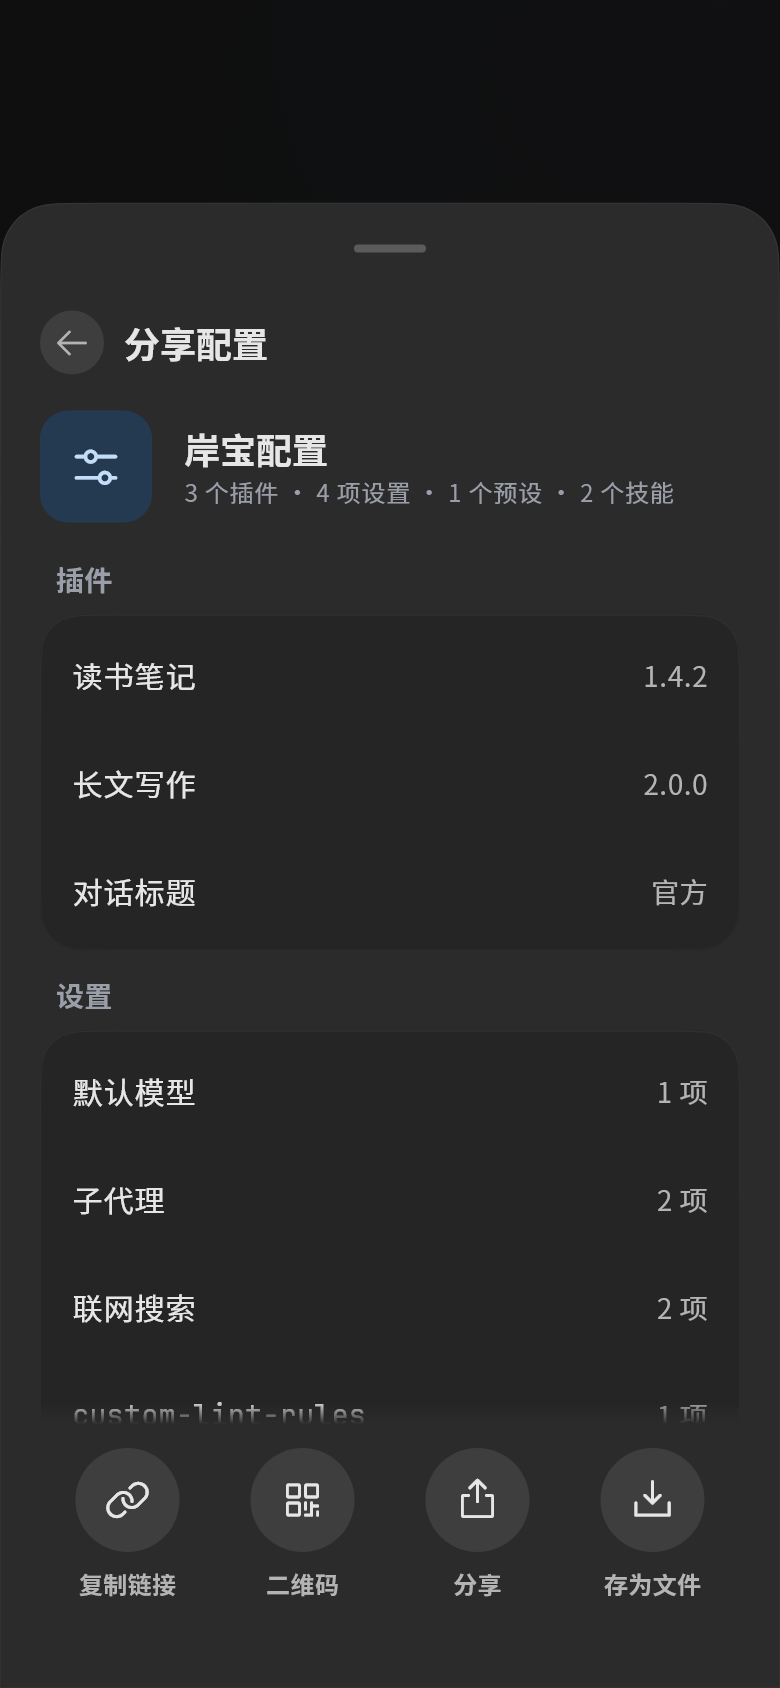 分享配置
岸宝配置
3 个插件 · 4 项设置 · 1 个预设 · 2 个技能
插件
读书笔记 1.4.2
长文写作 2.0.0
对话标题 官方
设置
默认模型 1 项
子代理 2 项
联网搜索 2 项
custom-lint-rules 1 项
复制链接 二维码 分享 存为文件